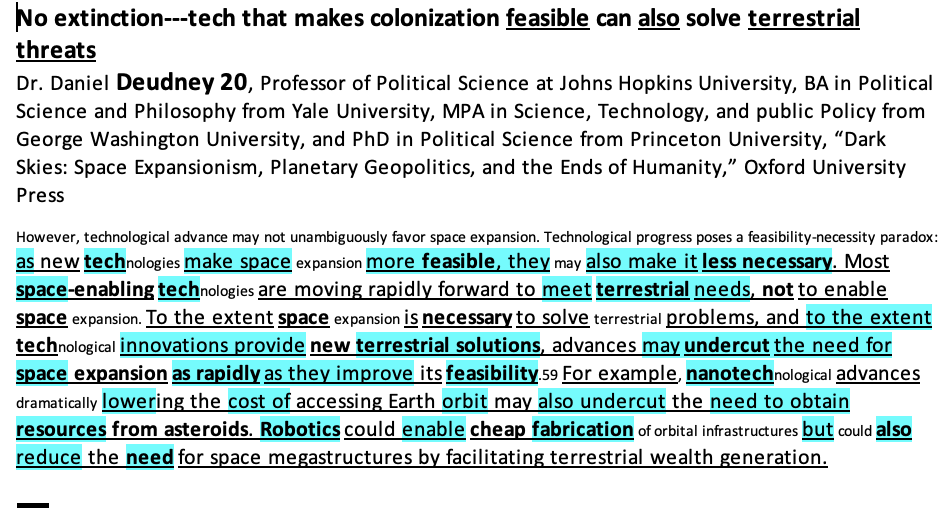 No extinction---tech that makes colonization feasible can also solve terrestrial
threats
Dr. Daniel Deudney 20, Professor of Political Science at Johns Hopkins University, BA in Political
Science and Philosophy from Yale University, MPA in Science, Technology, and public Policy from
George Washington University, and PhD in Political Science from Princeton University, “Dark
Skies: Space Expansionism, Planetary Geopolitics, and the Ends of Humanity,” Oxford University
Press
However, technological advance may not unambiguously favor space expansion. Technological progress poses a feasibility-necessity paradox:
as new technologies make space expansion more feasible, they may also make it less necessary. Most
space-enabling technologies are moving rapidly forward to meet terrestrial needs, not to enable
space expansion. To the extent space expansion is necessary to solve terrestrial problems, and to the extent
technological innovations provide new terrestrial solutions, advances may undercut the need for
space expansion as rapidly as they improve its feasibility.59 For example, nanotechnological advances
dramatically lowering the cost of accessing Earth orbit may also undercut the need to obtain
resources from asteroids. Robotics could enable cheap fabrication of orbital infrastructures but could also
reduce the need for space megastructures by facilitating terrestrial wealth generation.